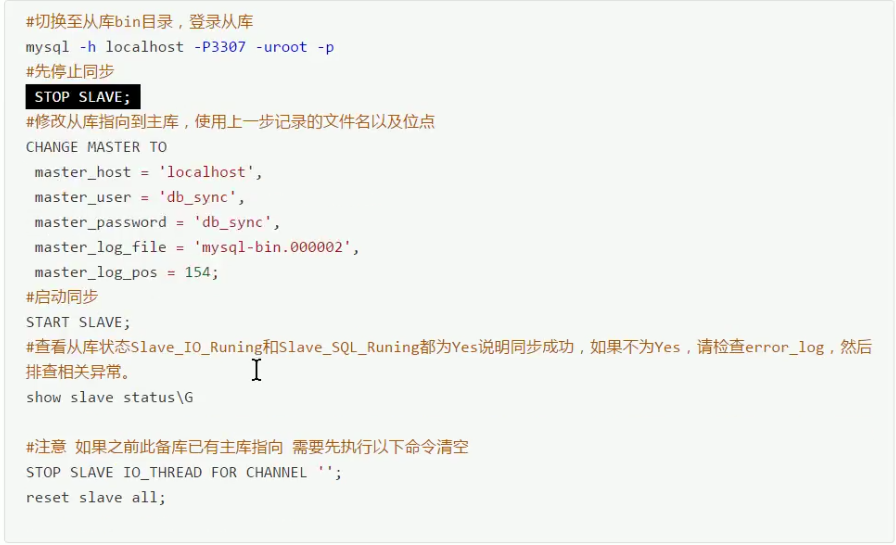 #切换至从库bin目录，登录从库
mysql -h localhost -P3307 -uroot -p
#先停止同步
STOP SLAVE;
#修改从库指向到主库，使用上一步记录的文件名以及位点
CHANGE MASTER TO
master_host = 'localhost',
master_user = 'db_sync',
master_password = 'db_sync',
master_log_file = 'mysql-bin.000002',
master_log_pos = 154;
#启动同步
START SLAVE;
#查看从库状态Slave_IO_Runing和Slave_SQL_Runing都为Yes说明同步成功，如果不为Yes，请检查error_log，然后
排查相关异常。
show slave status\G
#注意 如果之前此备库已有主库指向 需要先执行以下命令清空
STOP SLAVE IO_THREAD FOR CHANNEL '';
reset slave all;